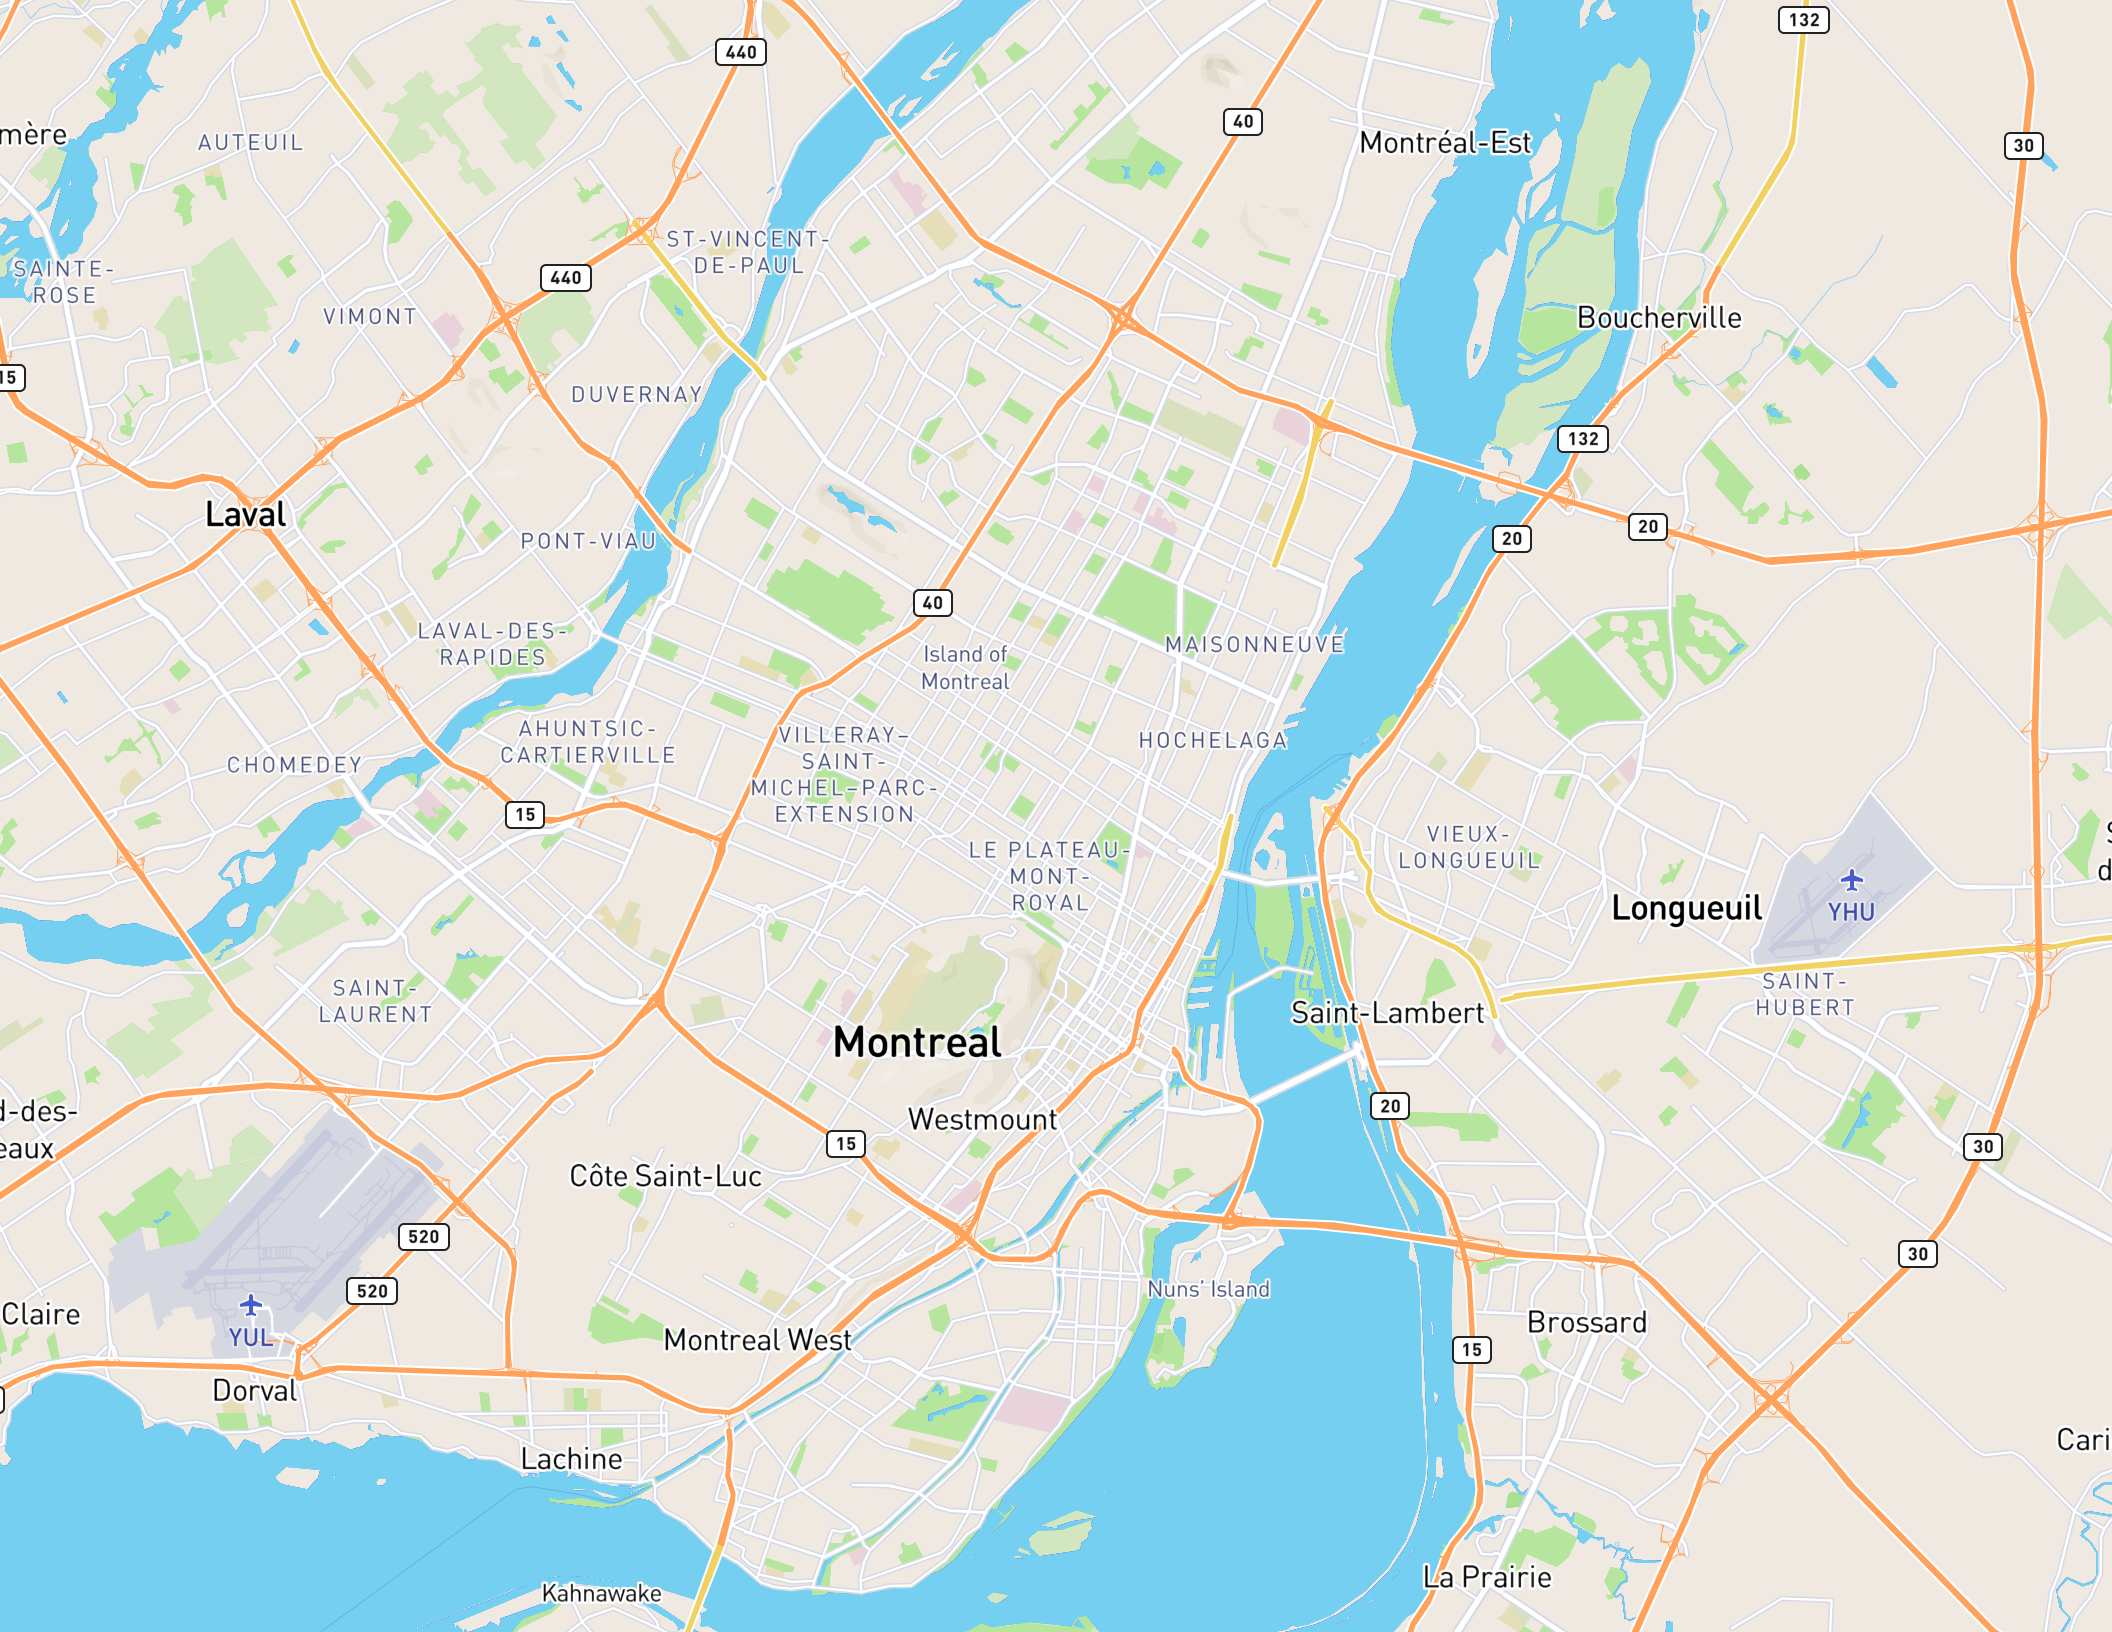 132
440
40
mère
AUTEUIL
Montréal-Est
30
ST-VINCENT-
DE-PAUL
SAINTE-
ROSE
440
VIMONT
Boucherville
15
DUVERNAY
132
Laval
PONT-VIAU
20
20
40
LAVAL-DES-
RAPIDES
Island of
Montreal
MAISONNEUVE
AHUNTSIC-
CARTIERVILLE
VILLERAY–
SAINT-
MICHEL–PARC-
EXTENSION
HOCHELAGA
CHOMEDEY
15
LE PLATEAU-
MONT-
ROYAL
VIEUX-
LONGUEUIL
S
d
Longueuil
YHU
SAINT-
LAURENT
SAINT-
HUBERT
Saint-Lambert
Montreal
d-des-
eaux
Westmount
20
15
30
Côte Saint-Luc
520
30
520
Nuns' Island
Claire
YUL
Brossard
Montreal West
15
Dorval
Lachine
Cari
La Prairie
Kahnawake